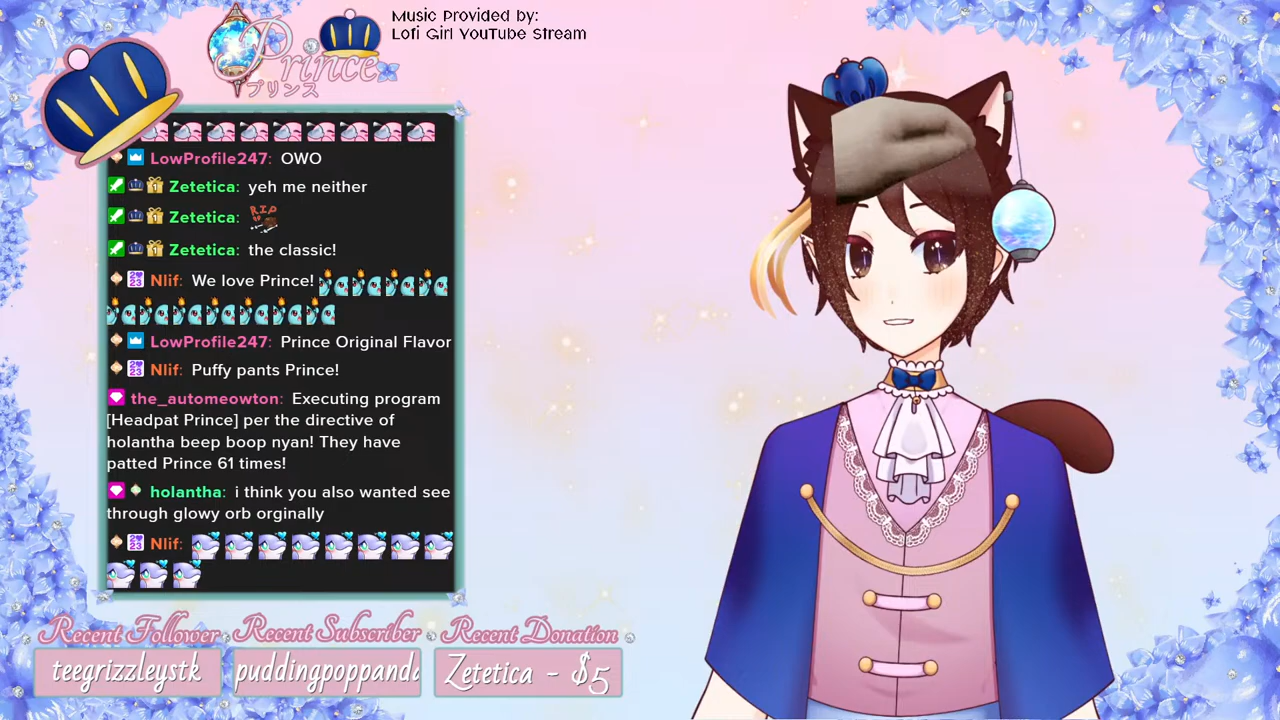 Music Provided by:
Lofi Girl YouTube Stream
Prince
プリンス
LowProfile247: OWO
Zetetica: yeh me neither
Zetetica: RIP
Zetetica: the classic!
Nlif: We love Prince!
LowProfile247: Prince Original Flavor
Nlif: Puffy pants Prince!
the_automeowton: Executing program
[Headpat Prince] per the directive of
holantha beep boop nyan! They have
patted Prince 61 times!
holantha: i think you also wanted see
through glowy orb orginally
Nlif:
Recent Follower Recent Subscriber Recent Donation
teegrizzleystk puddingpoppand Zetetica - $5